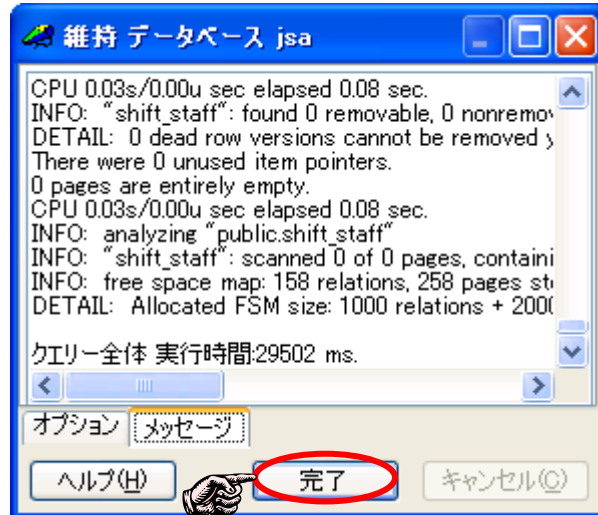 維持 データベース jsa
CPU 0.03s/0.00u sec elapsed 0.08 sec.
INFO: "shift_staff": found 0 removable, 0 nonremov
DETAIL: 0 dead row versions cannot be removed y
There were 0 unused item pointers.
0 pages are entirely empty.
CPU 0.03s/0.00u sec elapsed 0.08 sec.
INFO: analyzing "public.shift_staff"
INFO: "shift_staff": scanned 0 of 0 pages, containi
INFO: free space map: 158 relations, 258 pages sto
DETAIL: Allocated FSM size: 1000 relations + 2000
クエリー全体 実行時間:29502 ms.
オプション メッセージ
ヘルプ(H) 完了 キャンセル(C)